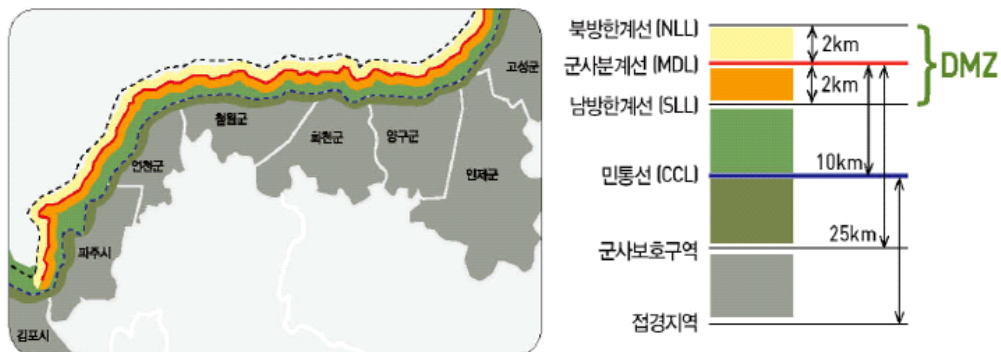 고성군
철원군
화천군
양구군
연천군
인제군
파주시
김포시
북방한계선 (NLL)
2km
군사분계선 (MDL)
DMZ
2km
남방한계선 (SLL)
10km
민통선 (CCL)
25km
군사보호구역
접경지역